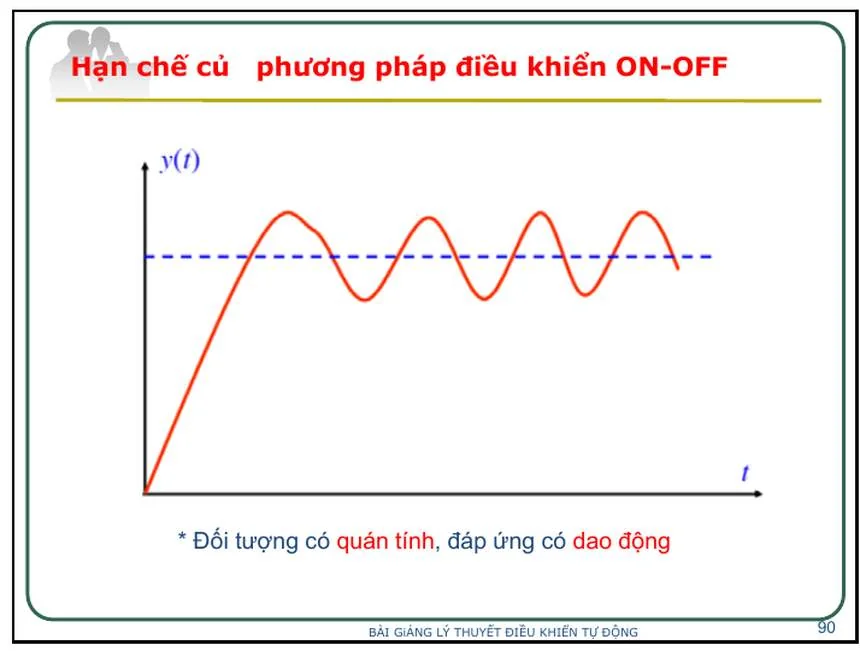 Hạn chế củ phương pháp điều khiển ON-OFF
y(t)
t
* Đối tượng có quán tính, đáp ứng có dao động
BÀI GiẢNG LÝ THUYẾT ĐIỀU KHIỂN TỰ ĐỘNG
90